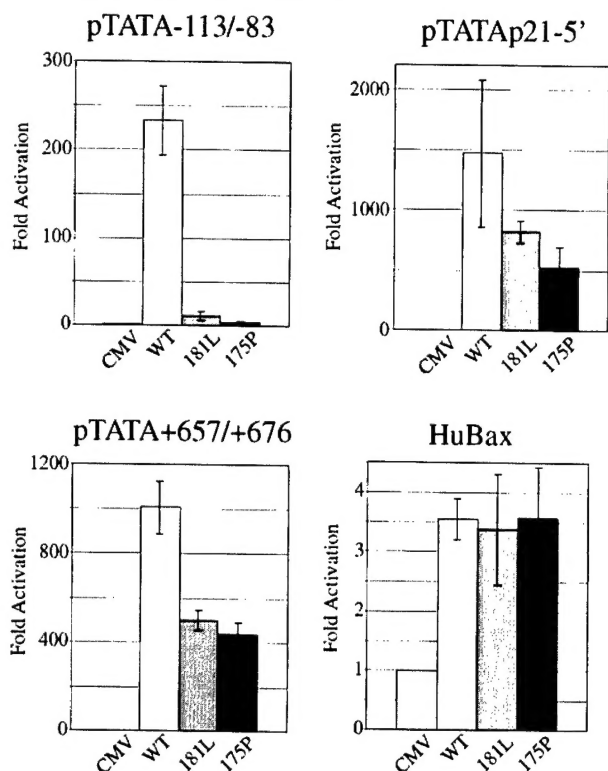 pTATA-113/-83
300
200
100
0
Fold Activation
CMV WT 181L 175P
pTATAp21-5'
2000
1000
0
Fold Activation
CMV WT 181L 175P
pTATA+657/+676
1200
800
400
0
Fold Activation
CMV WT 181L 175P
HuBax
4
3
2
1
0
Fold Activation
CMV WT 181L 175P